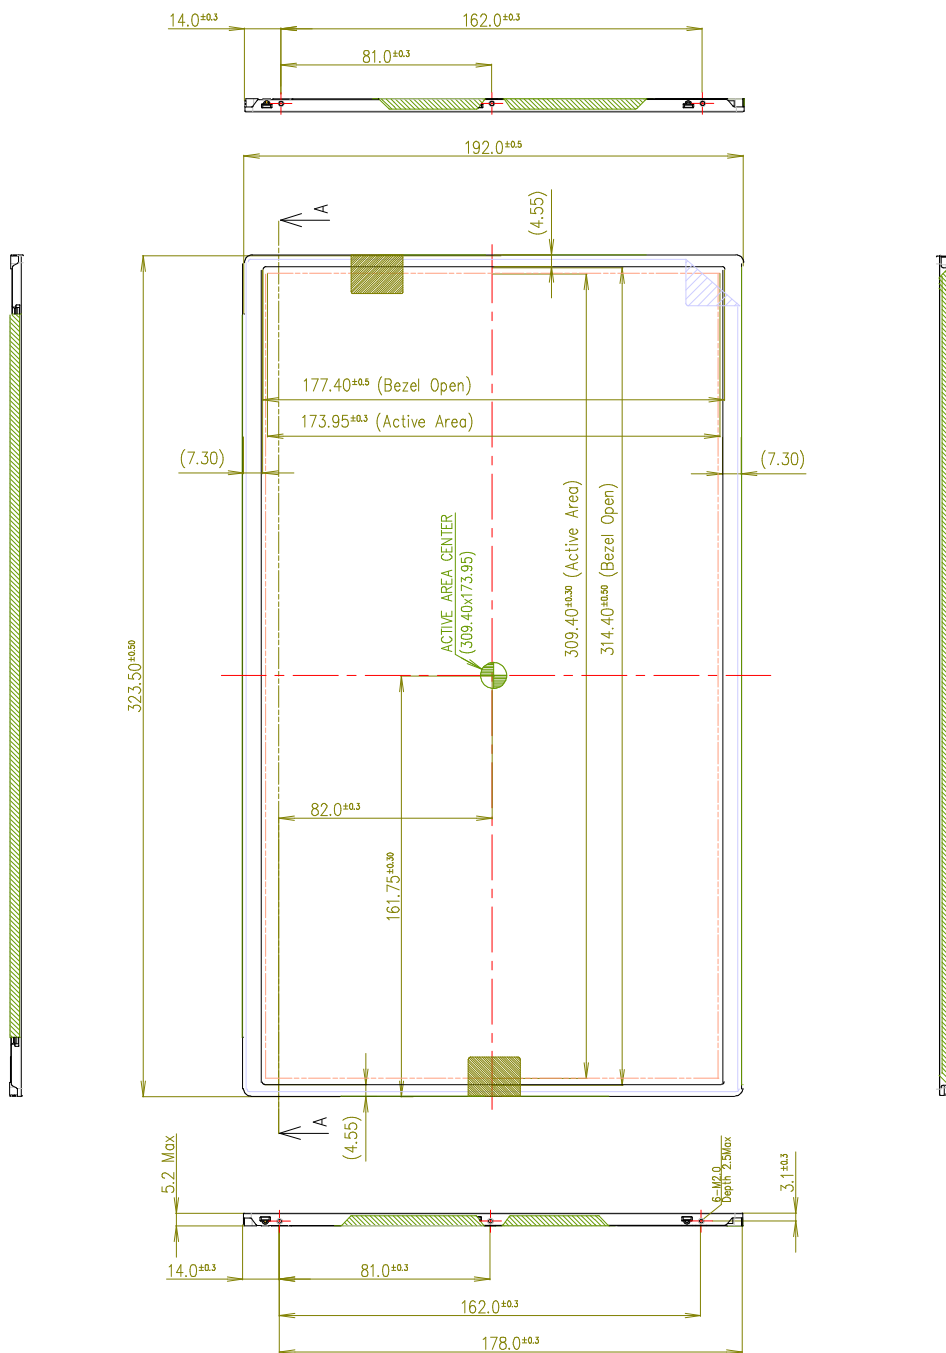 14.0±0.3
162.0±0.3
81.0±0.3
192.0±0.5
A
(4.55)
177.40±0.5 (Bezel Open)
173.95±0.3 (Active Area)
(7.30)
(7.30)
309.40±0.30 (Active Area)
314.40±0.50 (Bezel Open)
ACTIVE AREA CENTER
(309.40x173.95)
323.50±0.50
82.0±0.3
161.75±0.30
A
(4.55)
5.2 Max
6-M2.0
Depth 2.5Max
3.1±0.3
14.0±0.3
81.0±0.3
162.0±0.3
178.0±0.3